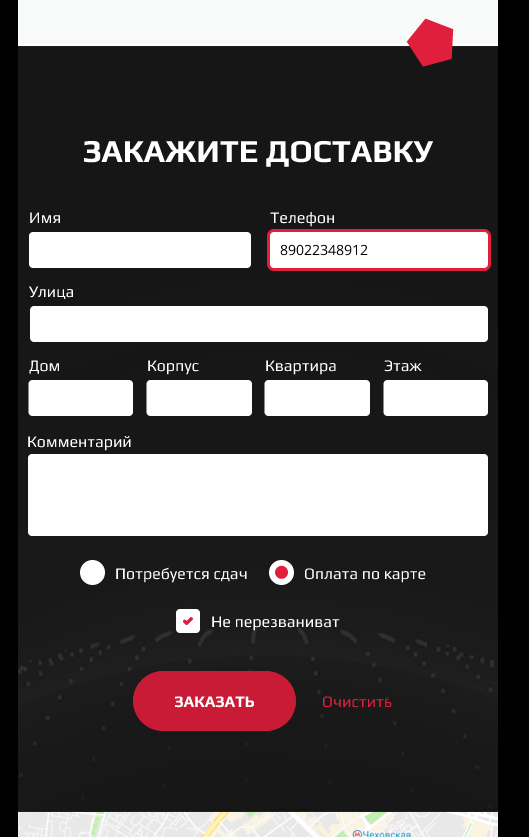 ЗАКАЖИТЕ ДОСТАВКУ
Имя Телефон
89022348912
Улица
Дом Корпус Квартира Этаж
Комментарий
Потребуется сдач Оплата по карте
Не перезваниват
ЗАКАЗАТЬ Очистить
Чеховская